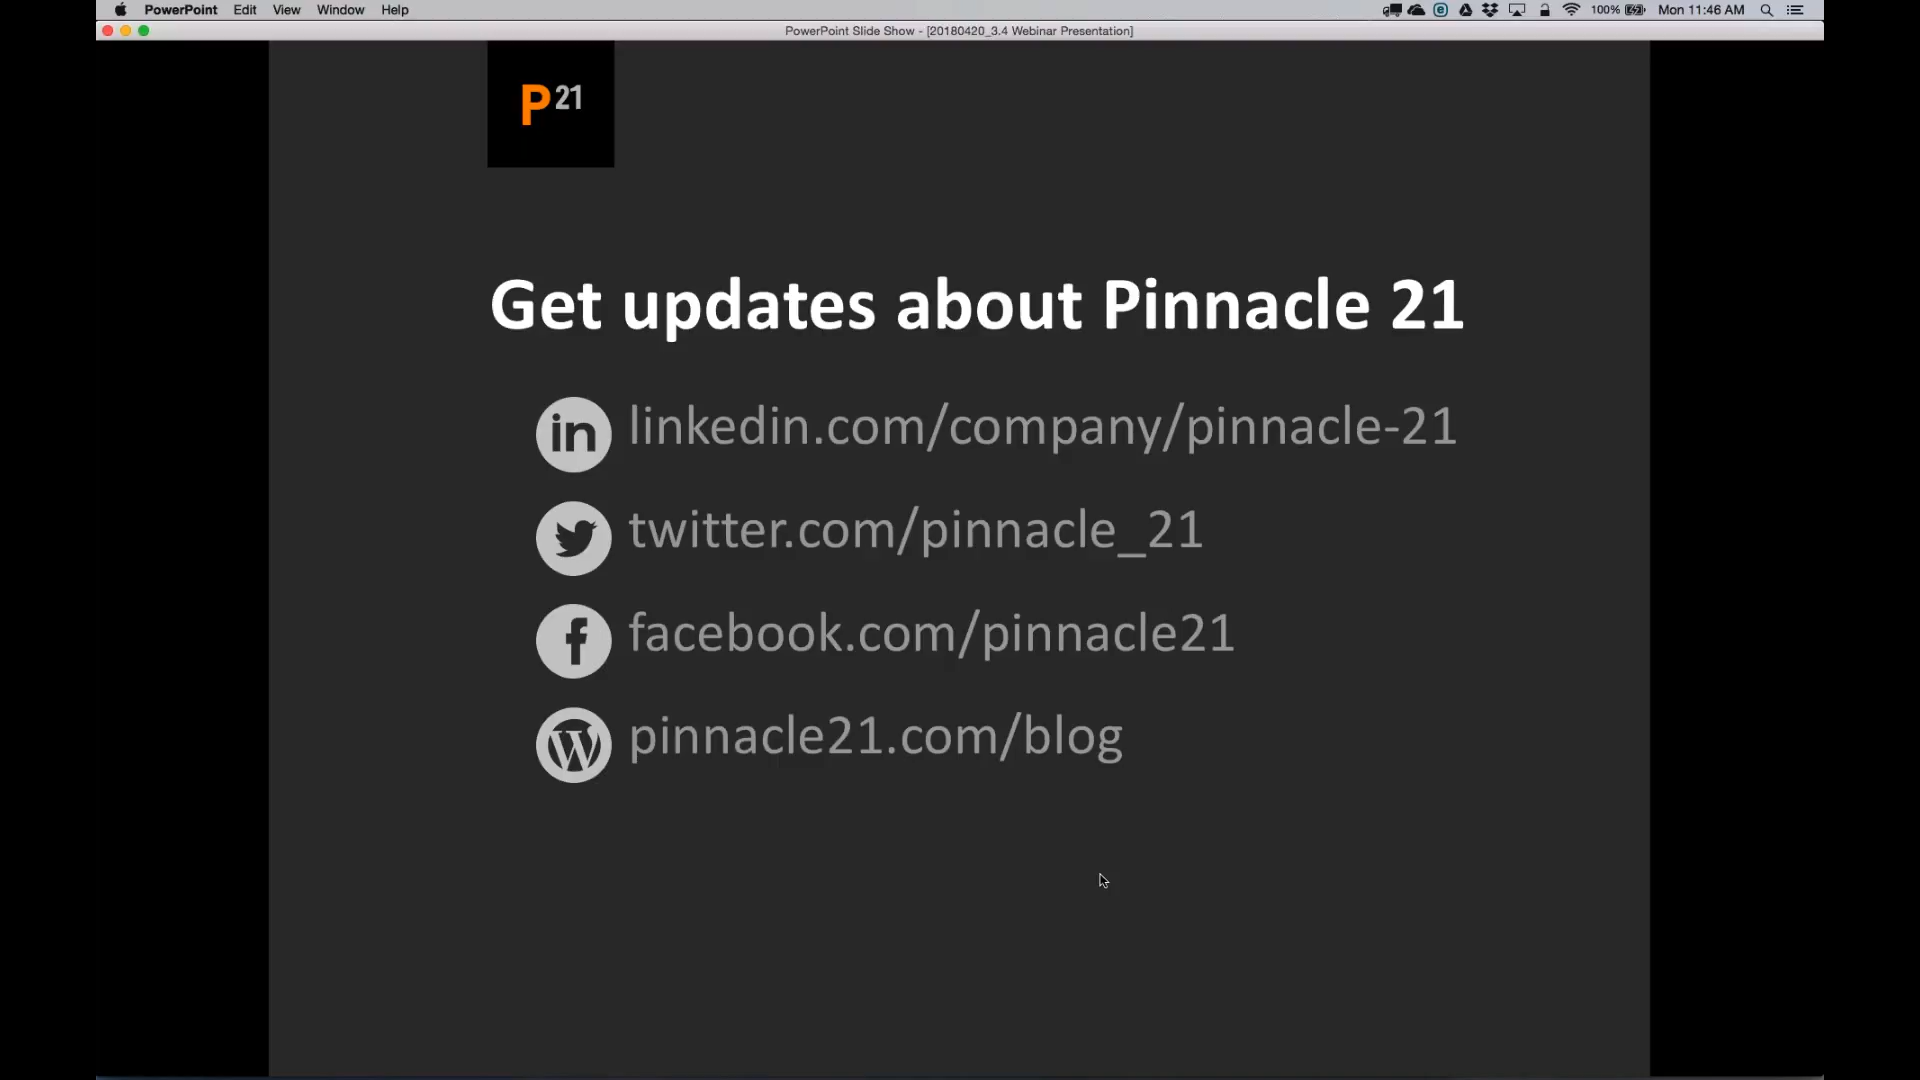 PowerPoint Edit View Window Help 100% Mon 11:46 AM
PowerPoint Slide Show - [20180420_3.4 Webinar Presentation]
P21
Get updates about Pinnacle 21
in linkedin.com/company/pinnacle-21
twitter.com/pinnacle_21
f facebook.com/pinnacle21
W pinnacle21.com/blog